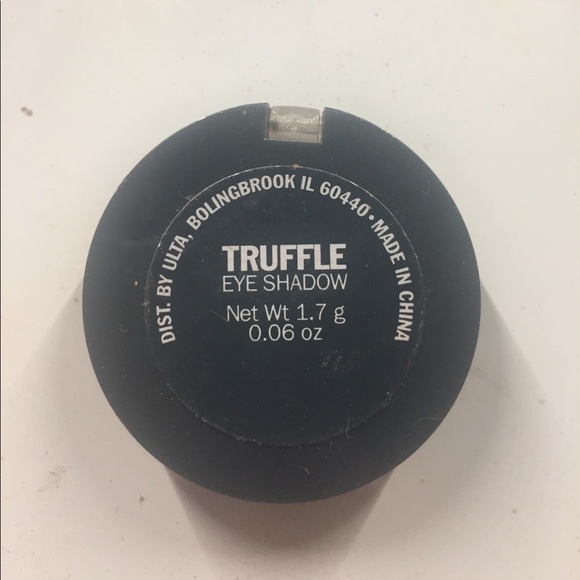 DIST. BY ULTA, BOLINGBROOK IL 60440 • MADE IN CHINA
TRUFFLE
EYE SHADOW
Net Wt 1.7 g
0.06 oz